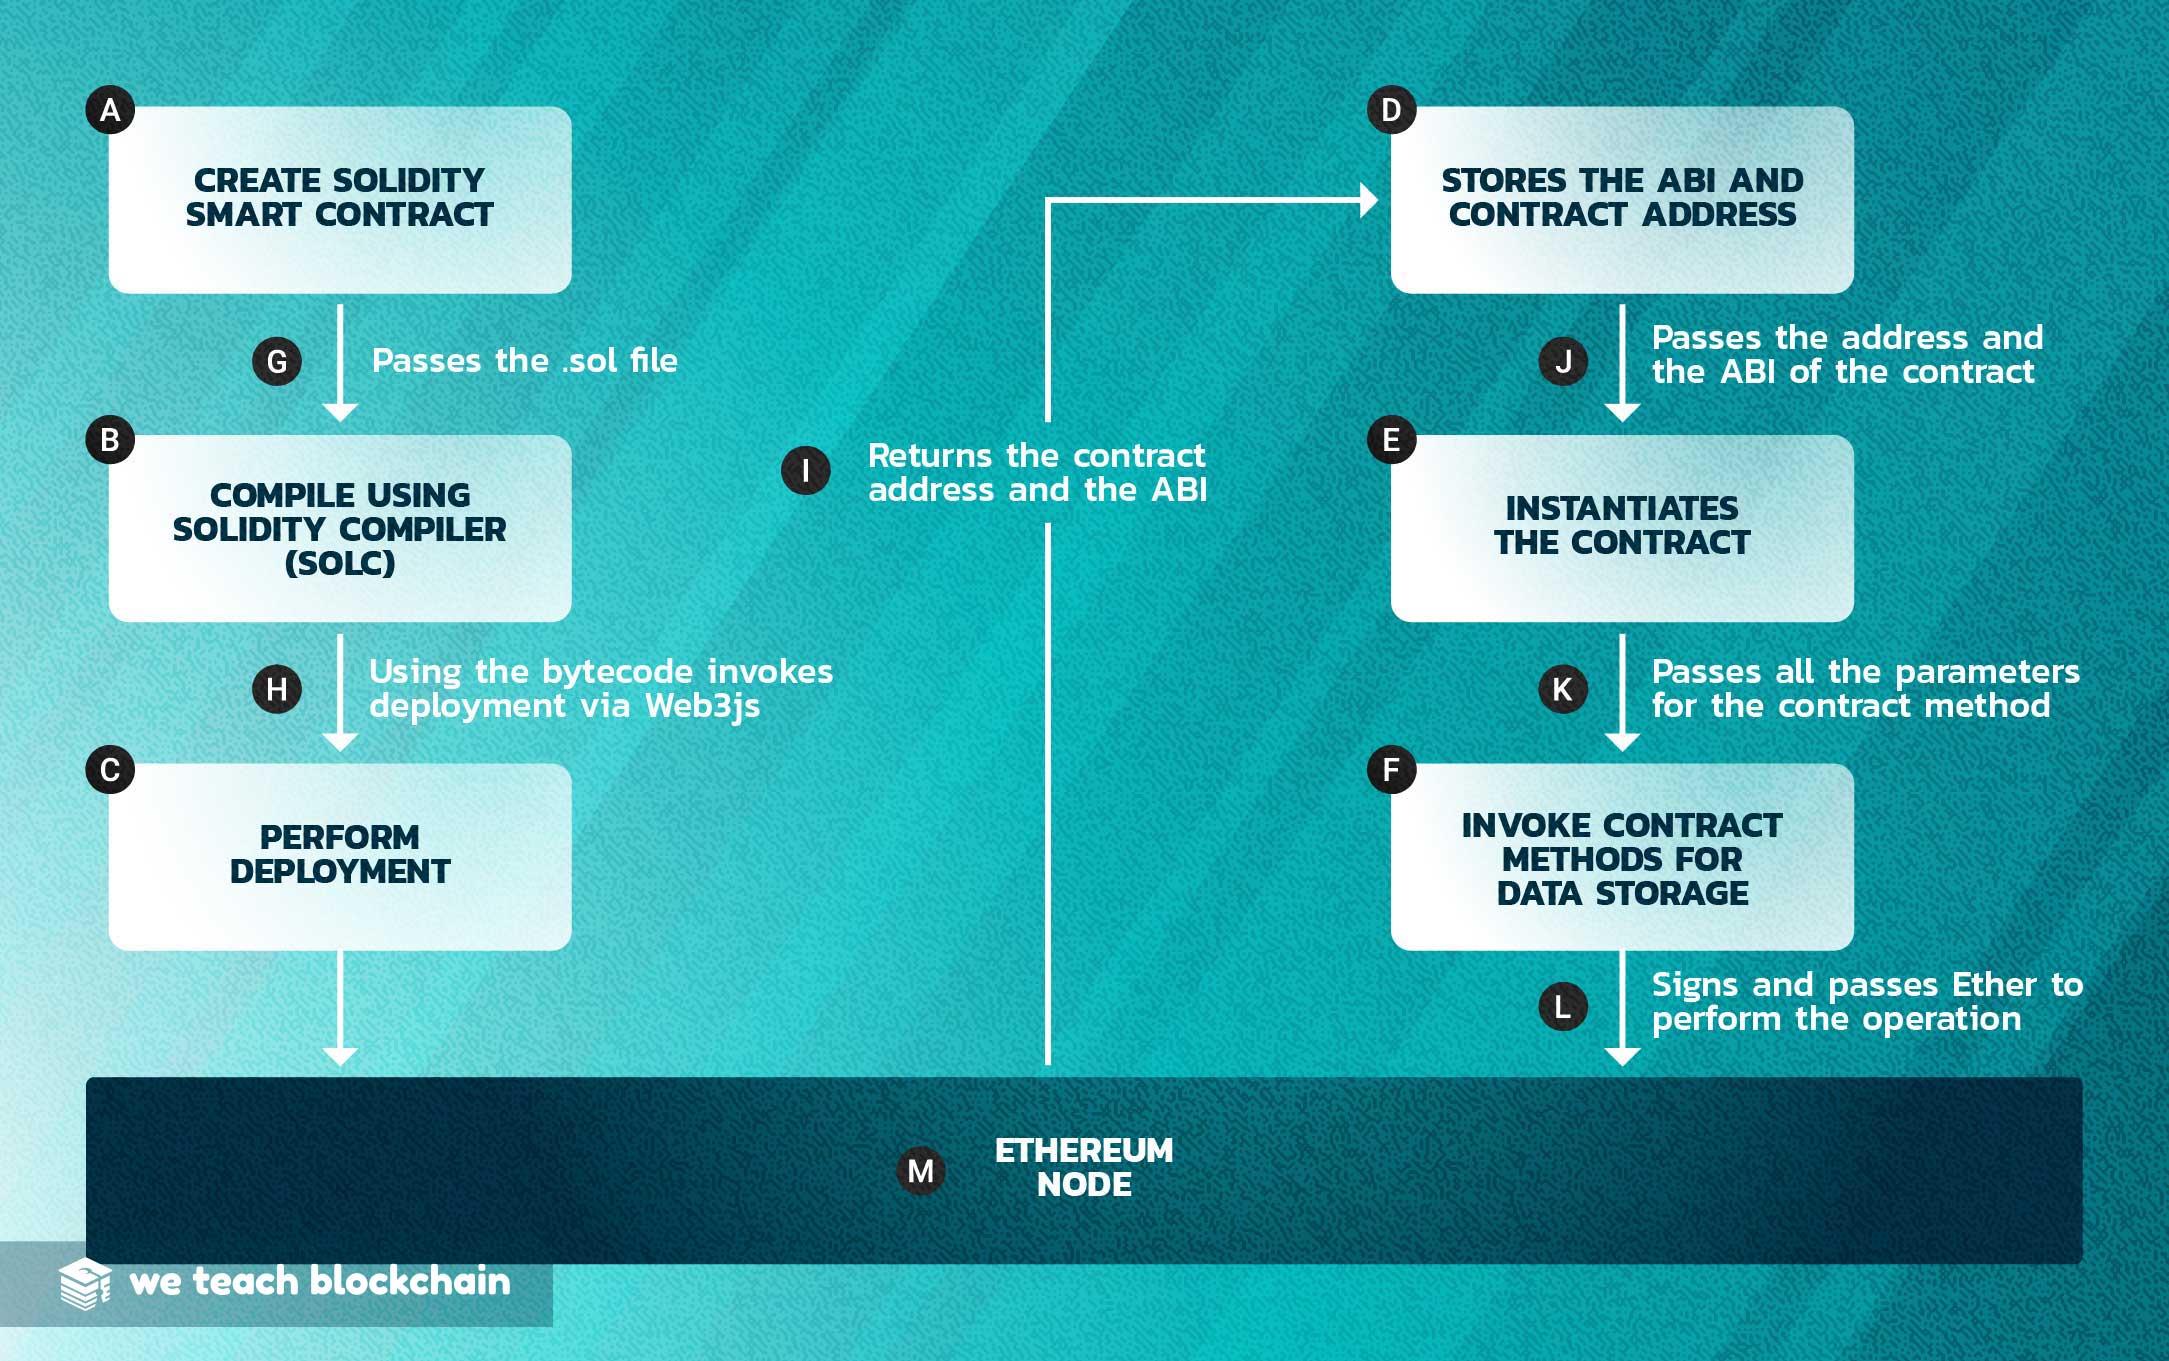 A
CREATE SOLIDITY
SMART CONTRACT
G
Passes the .sol file
B
COMPILE USING
SOLIDITY COMPILER
(SOLC)
H
Using the bytecode invokes
deployment via Web3js
C
PERFORM
DEPLOYMENT
I
Returns the contract
address and the ABI
D
STORES THE ABI AND
CONTRACT ADDRESS
J
Passes the address and
the ABI of the contract
E
INSTANTIATES
THE CONTRACT
K
Passes all the parameters
for the contract method
F
INVOKE CONTRACT
METHODS FOR
DATA STORAGE
L
Signs and passes Ether to
perform the operation
M
ETHEREUM
NODE
we teach blockchain